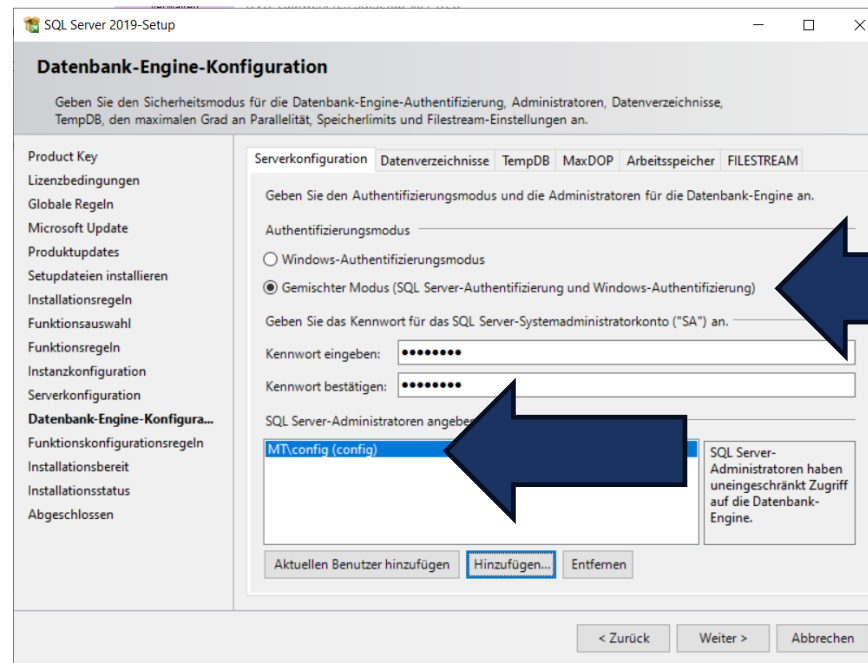 SQL Server 2019-Setup
Datenbank-Engine-Konfiguration
Geben Sie den Sicherheitsmodus für die Datenbank-Engine-Authentifizierung, Administratoren, Datenverzeichnisse,
TempDB, den maximalen Grad an Parallelität, Speicherlimits und Filestream-Einstellungen an.
Product Key
Lizenzbedingungen
Globale Regeln
Microsoft Update
Produktupdates
Setupdateien installieren
Installationsregeln
Funktionsauswahl
Funktionsregeln
Instanzkonfiguration
Serverkonfiguration
Datenbank-Engine-Konfigura...
Funktionskonfigurationsregeln
Installationsbereit
Installationsstatus
Abgeschlossen
Serverkonfiguration Datenverzeichnisse TempDB MaxDOP Arbeitsspeicher FILESTREAM
Geben Sie den Authentifizierungsmodus und die Administratoren für die Datenbank-Engine an.
Authentifizierungsmodus
Windows-Authentifizierungsmodus
Gemischter Modus (SQL Server-Authentifizierung und Windows-Authentifizierung)
Geben Sie das Kennwort für das SQL Server-Systemadministratorkonto ("SA") an.
Kennwort eingeben: ●●●●●●●●
Kennwort bestätigen: ●●●●●●●●
SQL Server-Administratoren angeben
MT\config (config)
SQL Server-
Administratoren haben
uneingeschränkt Zugriff
auf die Datenbank-
Engine.
Aktuellen Benutzer hinzufügen Hinzufügen... Entfernen
< Zurück Weiter > Abbrechen